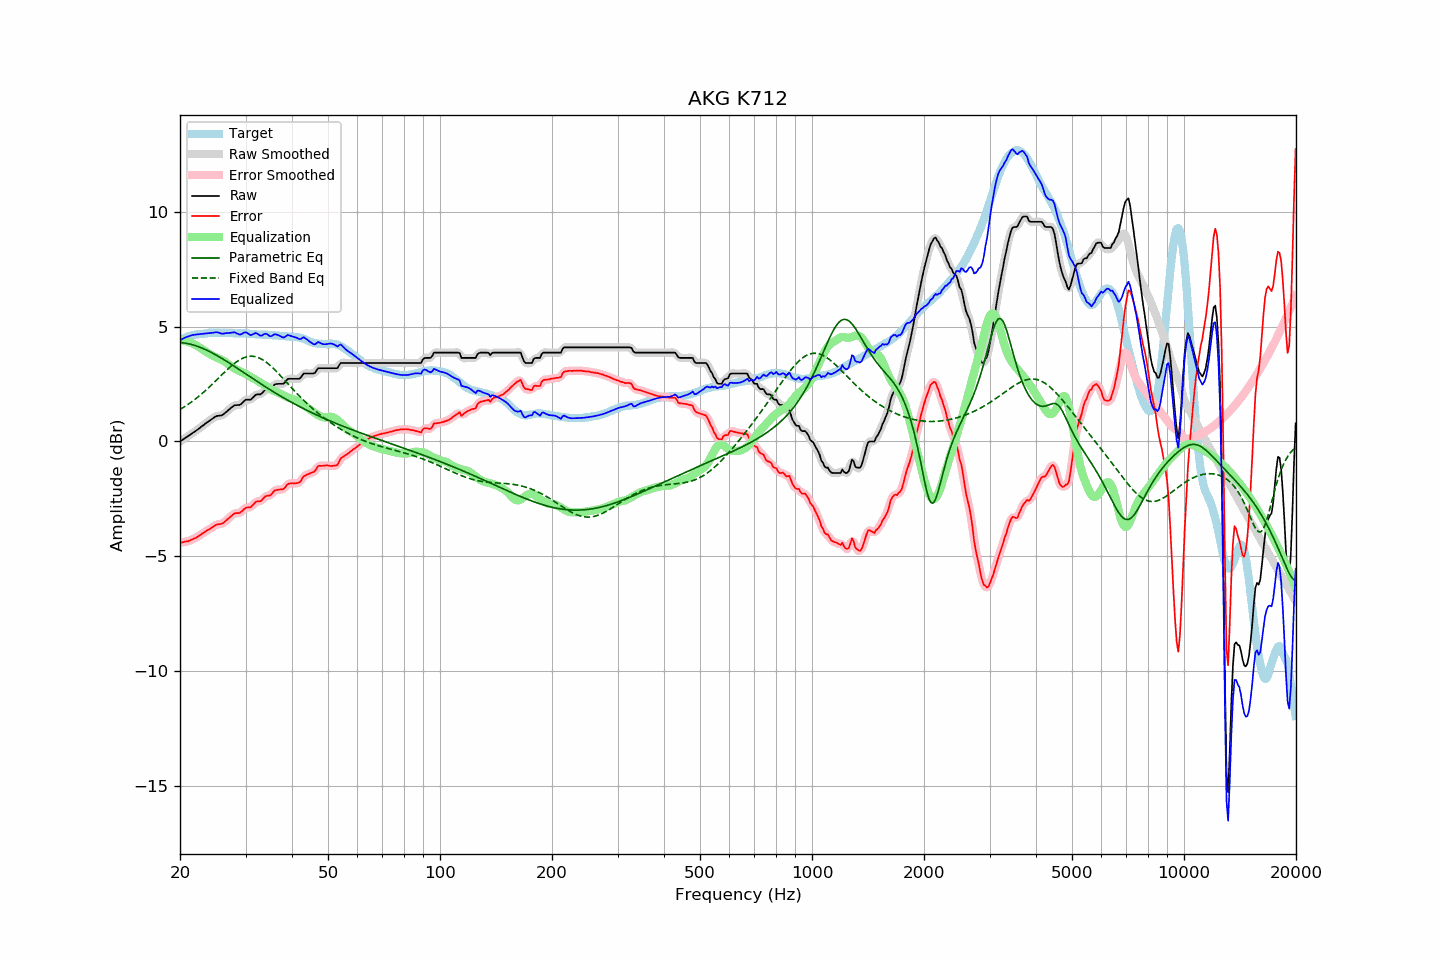 AKG K712
Target
Raw Smoothed
Error Smoothed
Raw
Error
Equalization
Parametric Eq
Fixed Band Eq
Equalized
Amplitude (dBr)
10
5
0
−5
−10
−15
20 50 100 200 500 1000 2000 5000 10000 20000
Frequency (Hz)